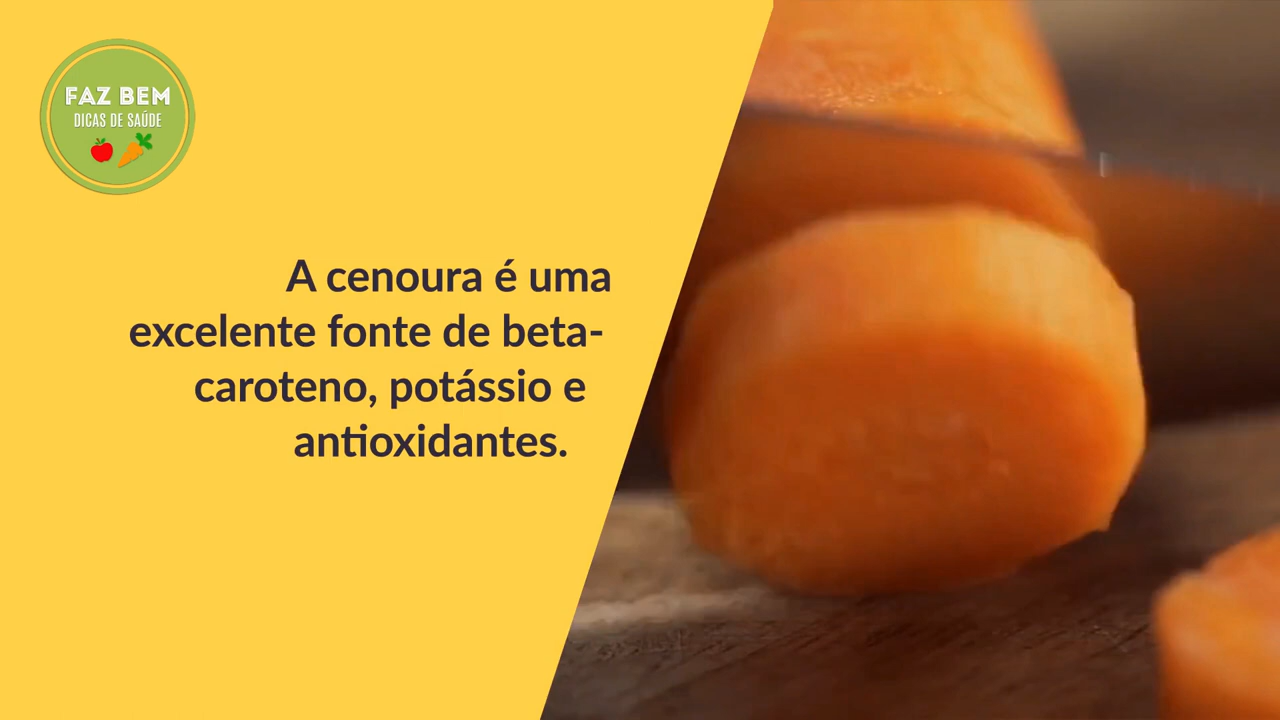 FAZ BEM
DICAS DE SAÚDE
A cenoura é uma
excelente fonte de beta-
caroteno, potássio e
antioxidantes.